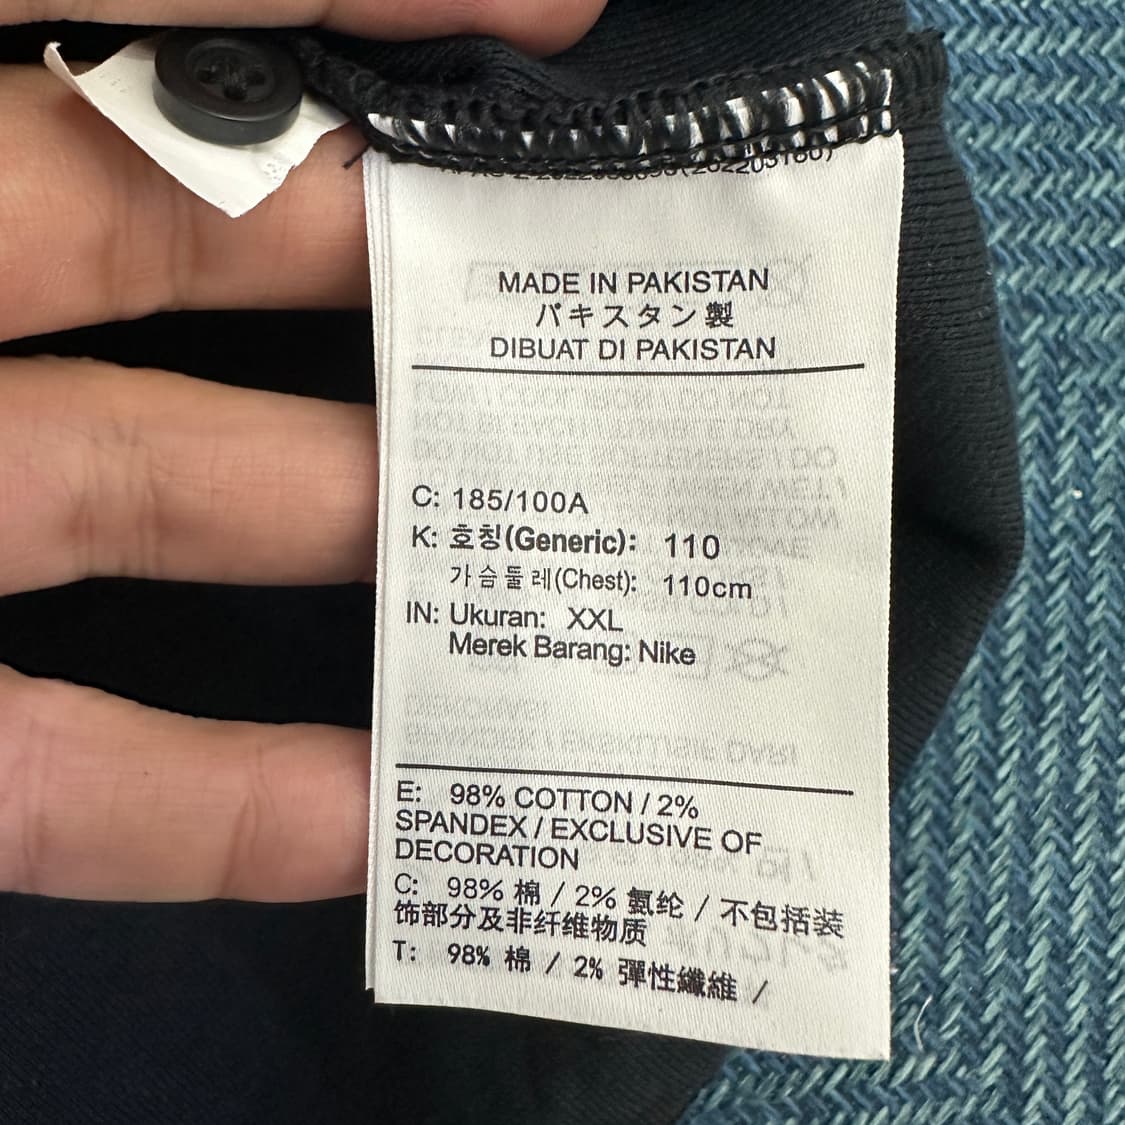 MADE IN PAKISTAN
パキスタン製
DIBUAT DI PAKISTAN
C: 185/100A
K: 호칭(Generic): 110
가슴둘레(Chest): 110cm
IN: Ukuran: XXL
Merek Barang: Nike
E: 98% COTTON / 2%
SPANDEX / EXCLUSIVE OF
DECORATION
C: 98% 棉 / 2% 氨纶 / 不包括装
饰部分及非纤维物质
T: 98% 棉 / 2% 彈性纖維 /